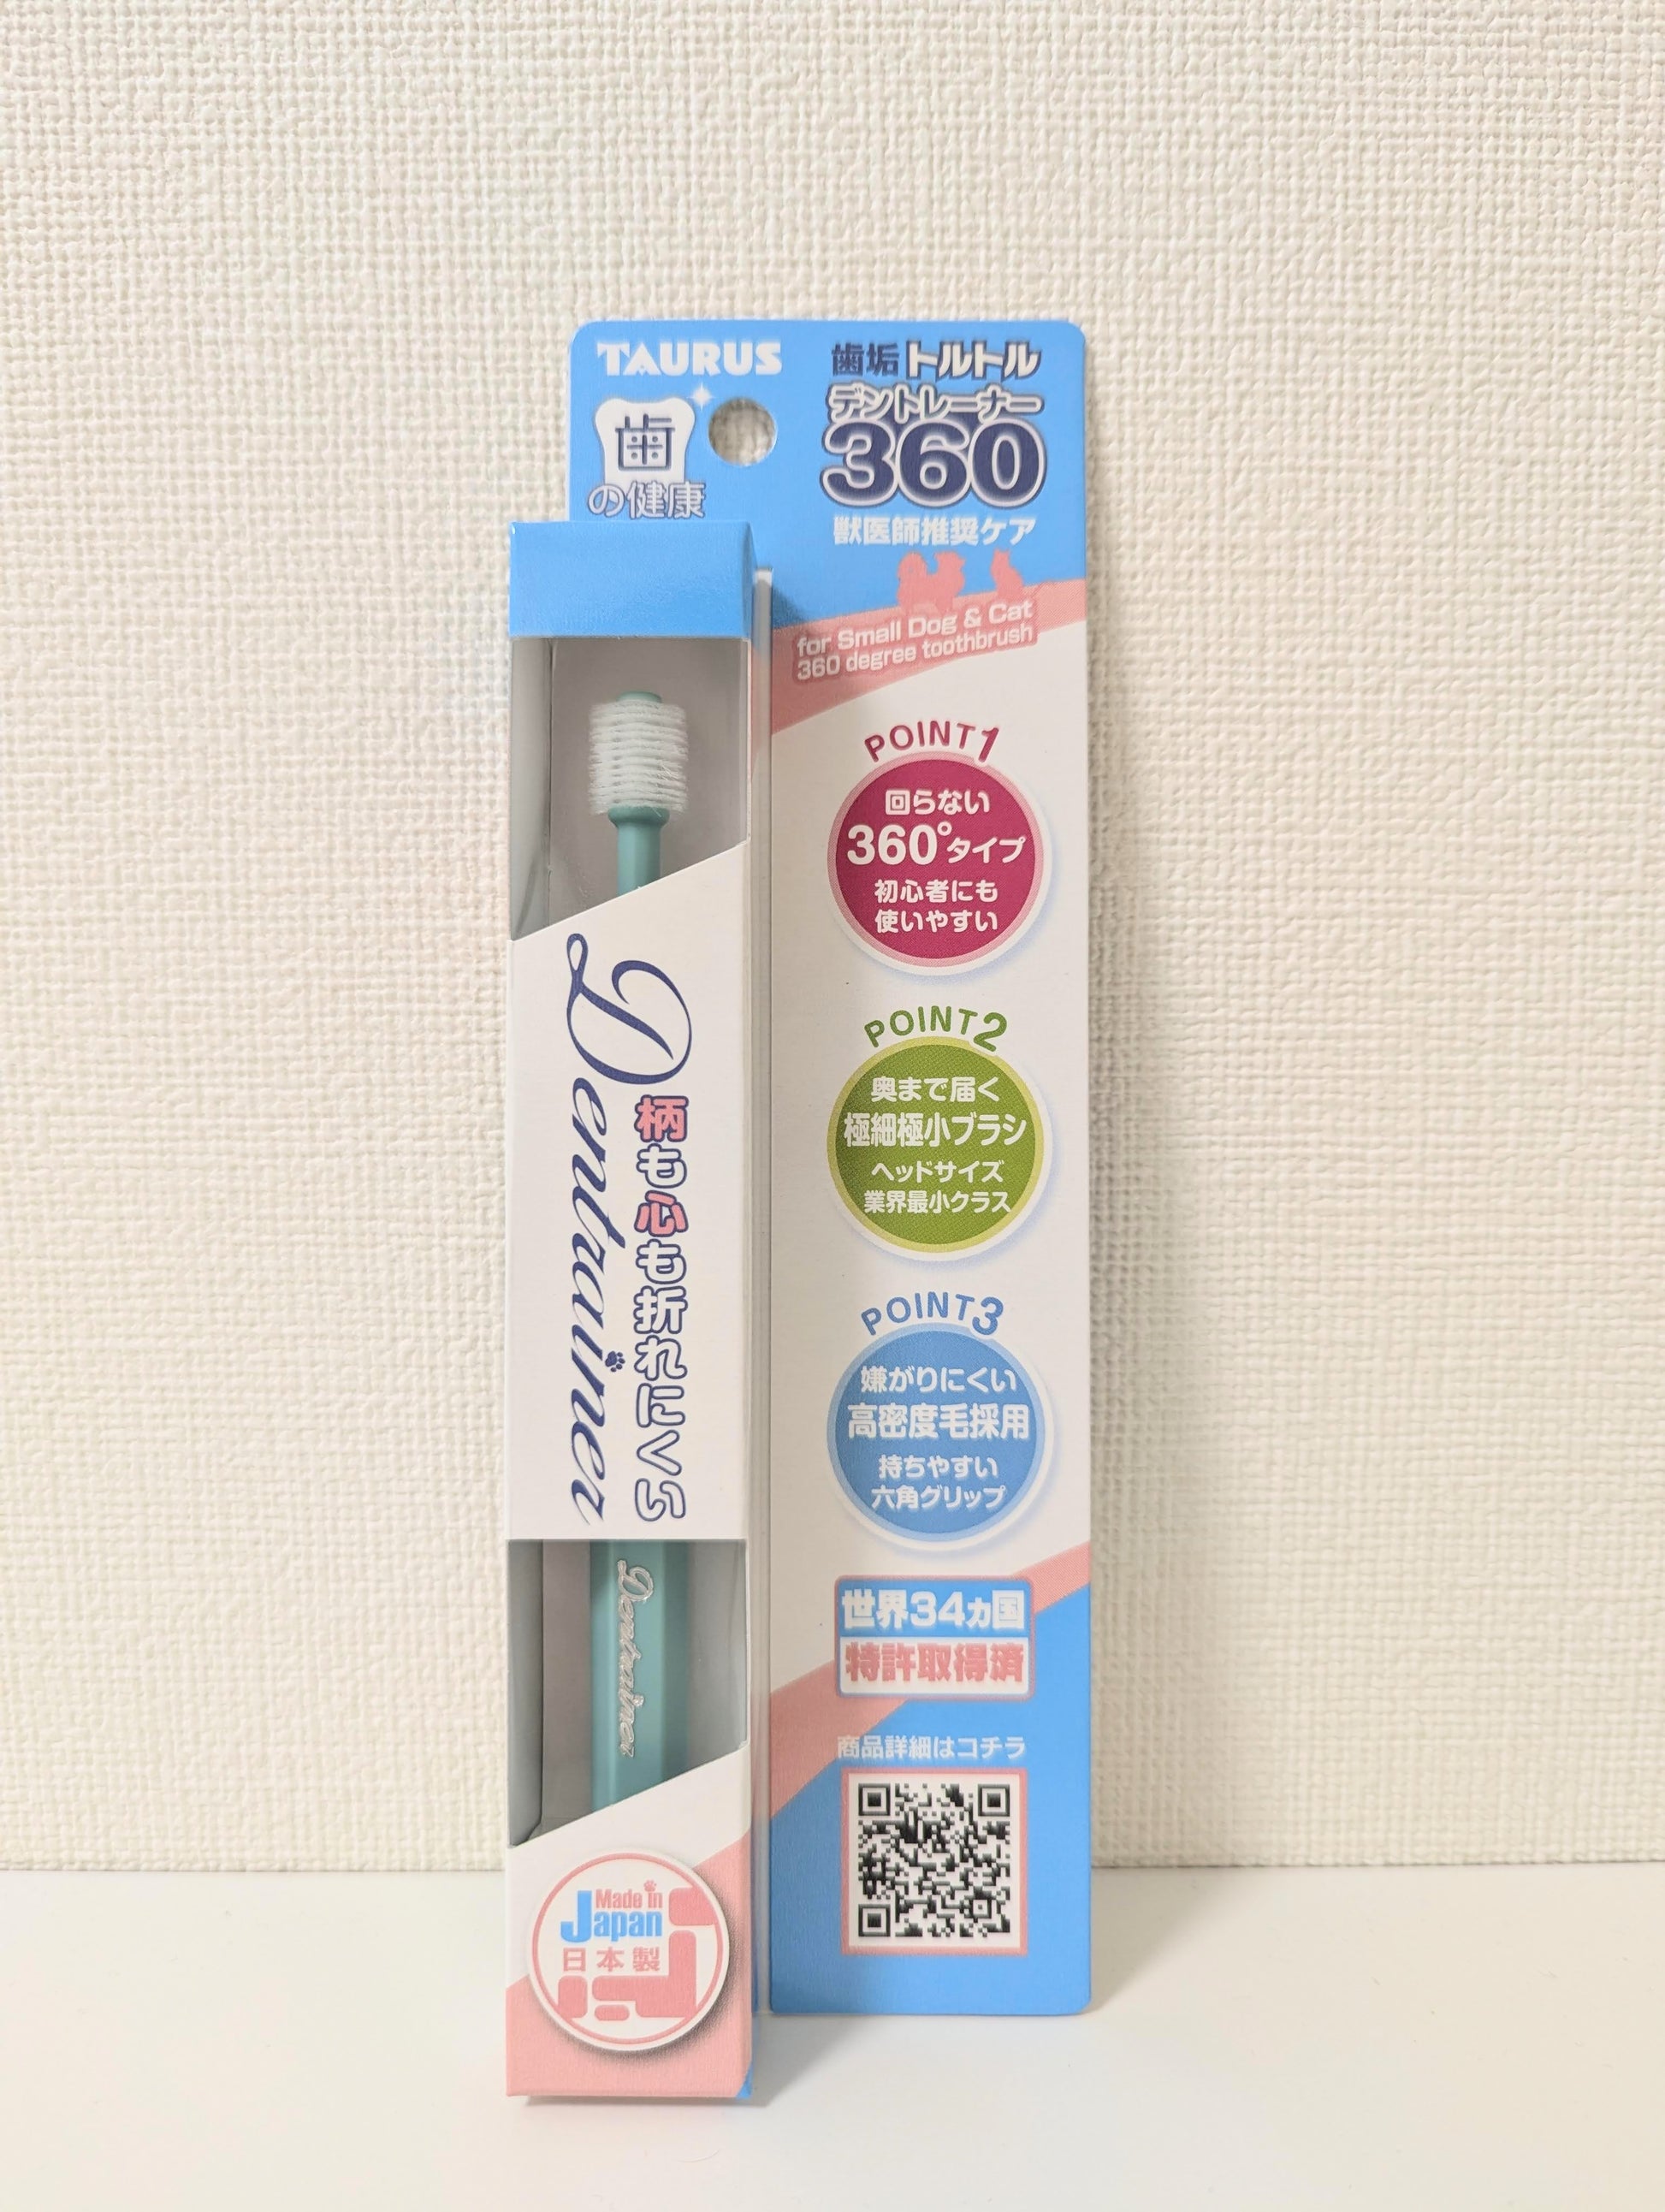 TAURUS
歯
の健康
歯垢トルトル
デントレーナー
360
獣医師推奨ケア
for Small Dog & Cat
360 degree toothbrush
Dentainer
柄も心も折れにくい
Dentainer
Made in
Japan
日本製
POINT1
回らない
360°タイプ
初心者にも
使いやすい
POINT2
奥まで届く
極細極小ブラシ
ヘッドサイズ
業界最小クラス
POINT3
嫌がりにくい
高密度毛採用
持ちやすい
六角グリップ
世界34ヵ国
特許取得済
商品詳細はコチラ